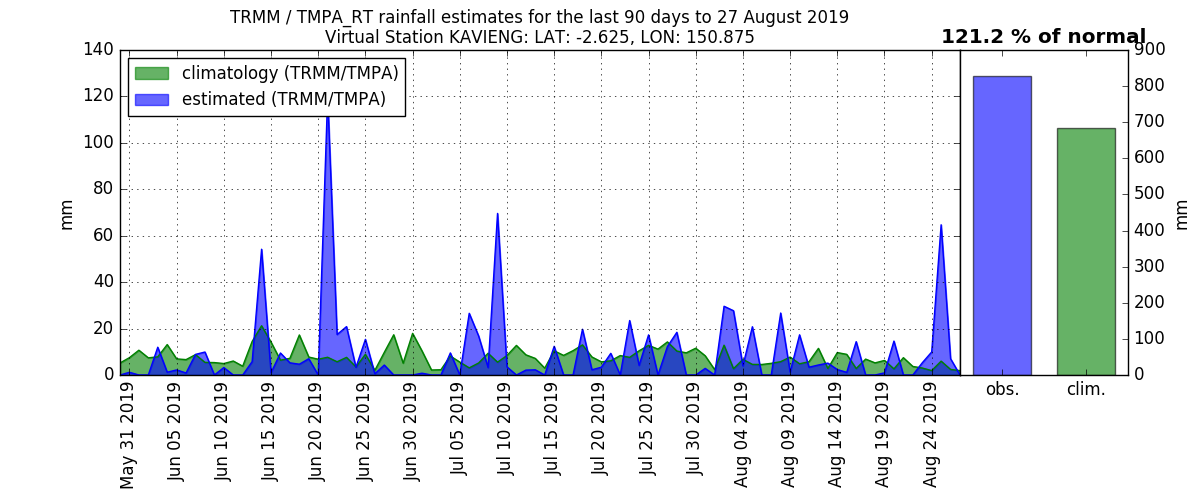 TRMM / TMPA_RT rainfall estimates for the last 90 days to 27 August 2019
Virtual Station KAVIENG: LAT: -2.625, LON: 150.875
121.2 % of normal
climatology (TRMM/TMPA)
estimated (TRMM/TMPA)
140
120
100
80
60
40
20
0
mm
May 31 2019
Jun 05 2019
Jun 10 2019
Jun 15 2019
Jun 20 2019
Jun 25 2019
Jun 30 2019
Jul 05 2019
Jul 10 2019
Jul 15 2019
Jul 20 2019
Jul 25 2019
Jul 30 2019
Aug 04 2019
Aug 09 2019
Aug 14 2019
Aug 19 2019
Aug 24 2019
900
800
700
600
500
400
300
200
100
0
mm
obs.
clim.